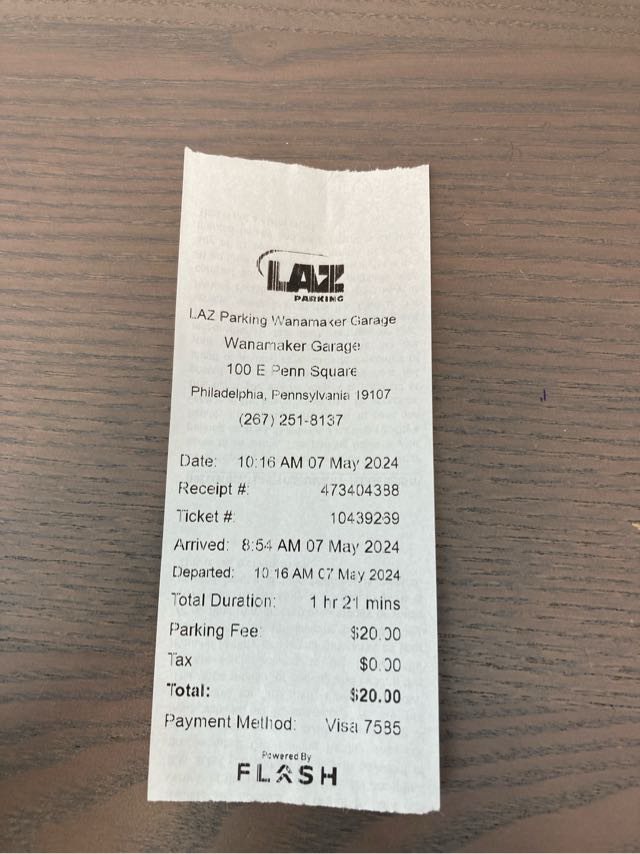 LAZ
PARKING
LAZ Parking Wanamaker Garage
Wanamaker Garage
100 E Penn Square
Philadelphia, Pennsylvania 19107
(267) 251-8137
Date: 10:16 AM 07 May 2024
Receipt #: 473404388
Ticket #: 10439269
Arrived: 8:54 AM 07 May 2024
Departed: 10:16 AM 07 May 2024
Total Duration: 1 hr 21 mins
Parking Fee: $20.00
Tax $0.00
Total: $20.00
Payment Method: Visa 7585
Powered By
FLASH